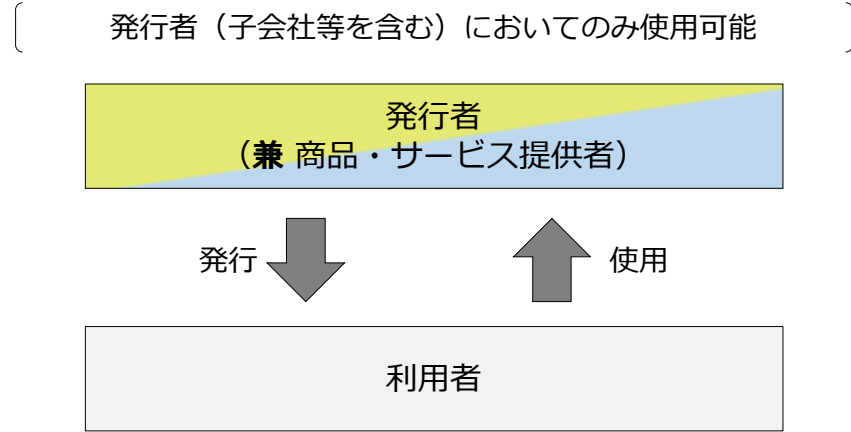 発行者（子会社等を含む）においてのみ使用可能
発行者
（兼 商品・サービス提供者）
発行
使用
利用者